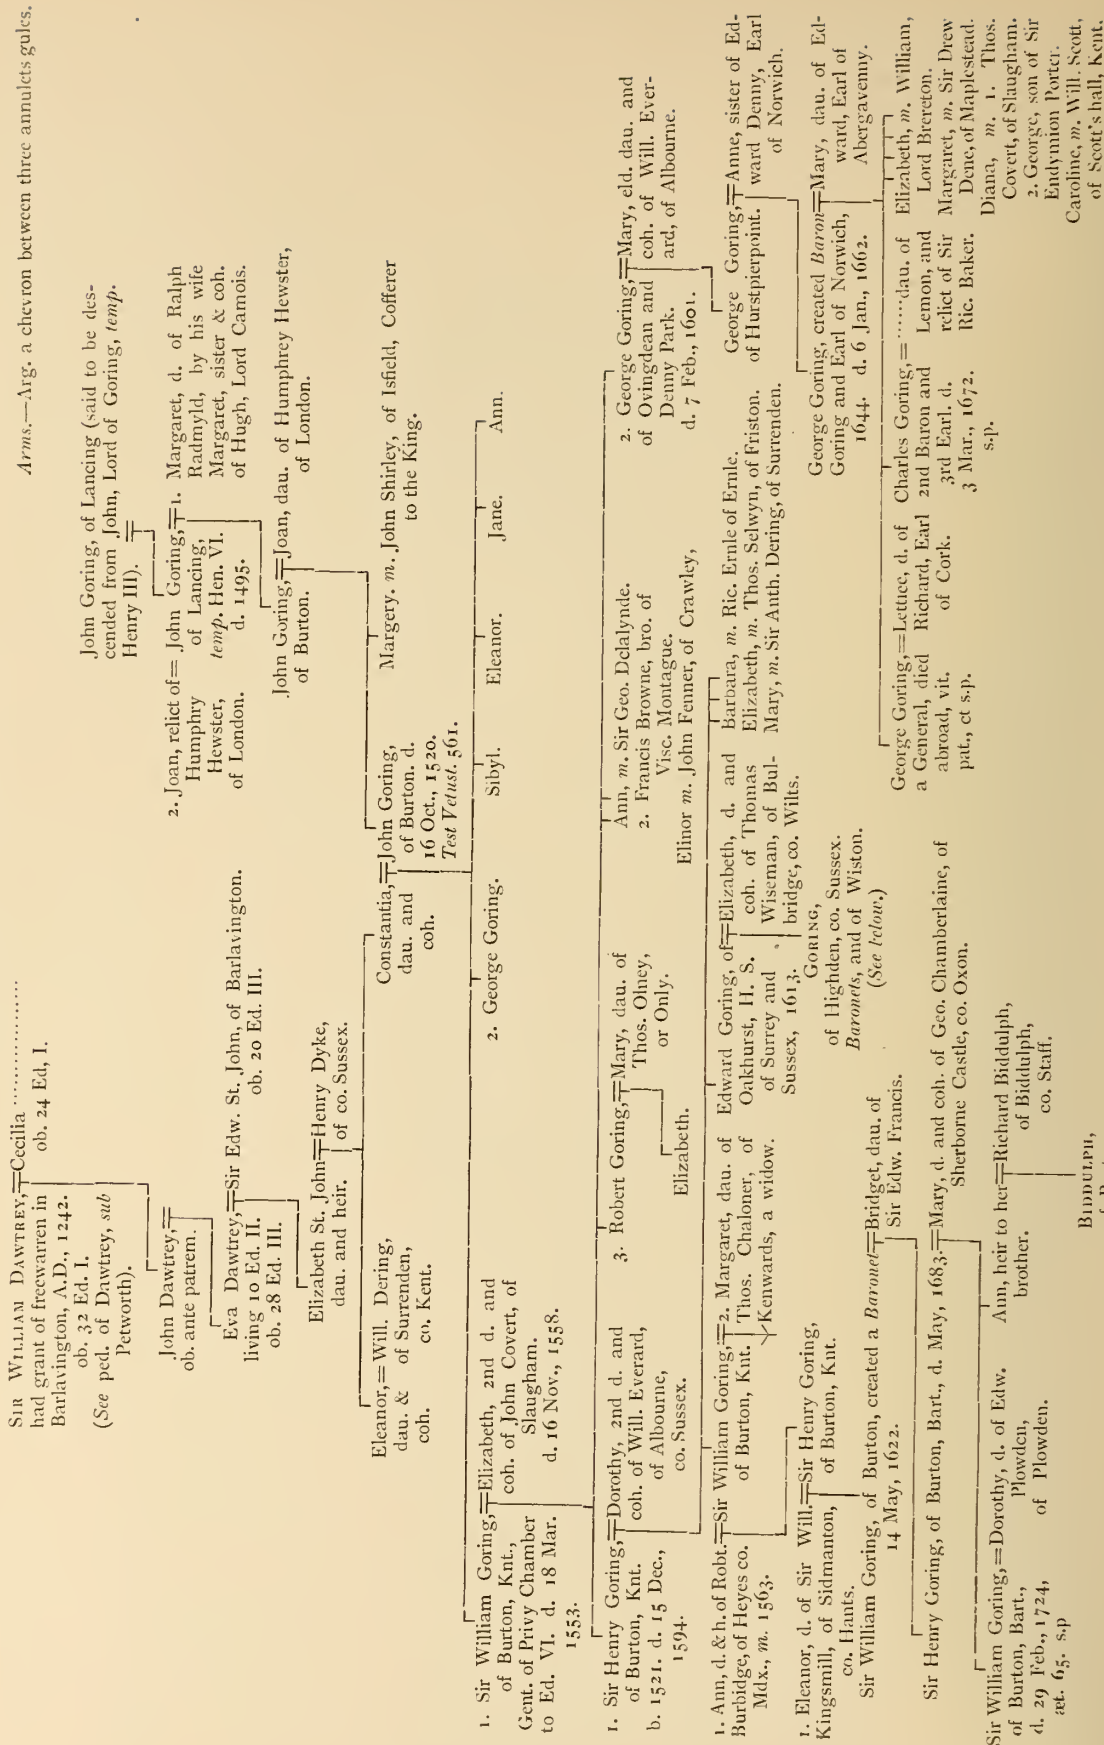 Arms.—Arg. a chevron between three annulets gules.
SIR WILLIAM DAWTREY,=Cecilia ...............
had grant of freewarren in
Barlavington, A.D., 1242.
ob. 32 Ed. I.
(See ped. of Dawtrey, sub
Petworth).
ob. 24 Ed, I.
John Dawtrey,=
ob. ante patrem.
Eva Dawtrey,=Sir Edw. St. John, of Barlavington.
living 10 Ed. II.
ob. 28 Ed. III.
ob. 20 Ed. III.
Elizabeth St. John=Henry Dyke,
dau. and heir.
of co. Sussex.
John Goring, of Lancing (said to be des-
cended from John, Lord of Goring, temp.
Henry III).
2. Joan, relict of=John Goring,=1. Margaret, d. of Ralph
Humphry
Hewster,
of London.
of Lancing,
temp. Hen. VI.
d. 1495.
Radmyld, by his wife
Margaret, sister & coh.
of Hugh, Lord Camois.
John Goring,=Joan, dau. of Humphrey Hewster,
of Burton.
of London.
Eleanor,=Will. Dering,
dau. & of Surrenden,
coh. co. Kent.
Constantia,=John Goring,
dau. and
coh.
of Burton. d.
16 Oct., 1520.
Test Vetust. 561.
Margery. m. John Shirley, of Isfield, Cofferer
to the King.
1. Sir William Goring,=Elizabeth, 2nd d. and
of Burton, Knt.,
Gent. of Privy Chamber
to Ed. VI. d. 18 Mar.
1553.
coh. of John Covert, of
Slaugham.
d. 16 Nov., 1558.
2. George Goring.
Sibyl.
Eleanor.
Jane.
Ann.
1. Sir Henry Goring,=Dorothy, 2nd d. and
of Burton, Knt.
b. 1521. d. 15 Dec.,
1594.
coh. of Will. Everard,
of Albourne,
co. Sussex.
3. Robert Goring,=Mary, dau. of
Thos. Olney,
or Only.
Elizabeth.
Ann, m. Sir Geo. Delalynde.
2. Francis Browne, bro. of
Visc. Montague.
Elinor m. John Fenner, of Crawley,
2. George Goring,=Mary, eld. dau. and
of Ovingdean and
Denny Park.
d. 7 Feb., 1601.
coh. of Will. Ever-
ard, of Albourne.
1. Ann, d. & h. of Robt.=Sir William Goring,=2. Margaret, dau. of
Burbidge, of Heyes co.
Mdx., m. 1563.
of Burton, Knt.
Thos. Chaloner, of
Kenwards, a widow.
Edward Goring, of=Elizabeth, d. and
Oakhurst, H. S.
of Surrey and
Sussex, 1613.
coh. of Thomas
Wiseman, of Bul-
bridge, co. Wilts.
GORING,
of Highden, co. Sussex.
Baronets, and of Wiston.
(See below.)
Barbara, m. Ric. Ernle of Ernle.
Elizabeth, m. Thos. Selwyn, of Friston.
Mary, m. Sir Anth. Dering, of Surrenden.
George Goring,=Anne, sister of Ed-
of Hurstpierpoint.
ward Denny, Earl
of Norwich.
1. Eleanor, d. of Sir Will.=Sir Henry Goring,
Kingsmill, of Sidmanton,
co. Hants.
of Burton, Knt.
George Goring, created Baron=Mary, dau. of Ed-
Goring and Earl of Norwich,
1644. d. 6 Jan., 1662.
ward, Earl of
Abergavenny.
Sir William Goring, of Burton, created a Baronet=Bridget, dau. of
14 May, 1622.
Sir Edw. Francis.
George Goring,=Lettuce, d. of
a General, died
abroad, vit.
pat., et s.p.
Richard, Earl
of Cork.
Charles Goring,=......dau. of
2nd Baron and
3rd Earl. d.
3 Mar., 1672.
s.p.
Lemon, and
relict of Sir
Ric. Baker.
Elizabeth, m. William,
Lord Brereton.
Margaret, m. Sir Drew
Dene, of Maplestead.
Diana, m. 1. Thos.
Covert, of Slaugham.
2. George, son of Sir
Endymion Porter.
Caroline, m. Will. Scott,
of Scott's hall, Kent.
Sir Henry Goring, of Burton, Bart., d. May, 1683.=Mary, d. and coh. of Geo. Chamberlaine, of
Sherborne Castle, co. Oxon.
Sir William Goring,=Dorothy, d. of Edw.
of Burton, Bart.,
d. 29 Feb., 1724,
æt. 65. s.p
Plowden,
of Plowden.
Ann, heir to her=Richard Biddulph,
brother.
of Biddulph,
co. Staff.
BIDDULPH,